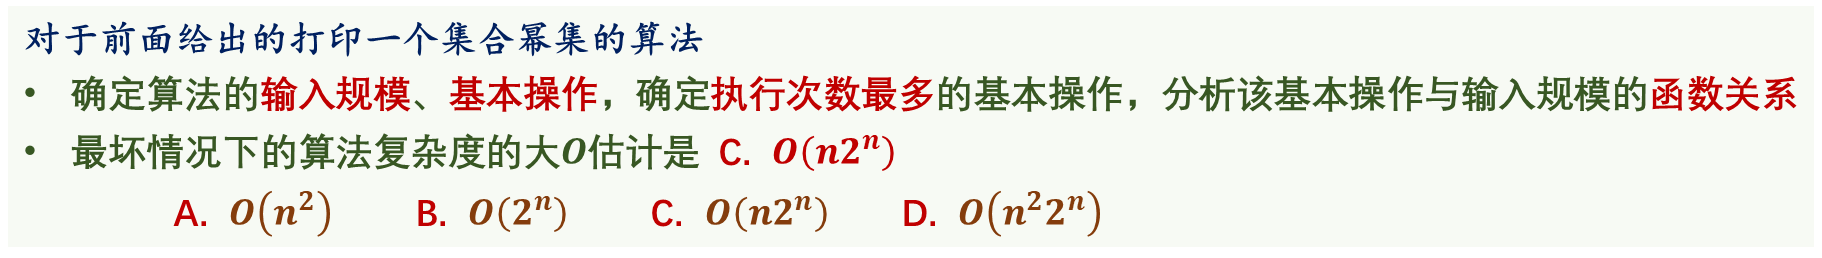 对于前面给出的打印一个集合幂集的算法
• 确定算法的输入规模、基本操作，确定执行次数最多的基本操作，分析该基本操作与输入规模的函数关系
• 最坏情况下的算法复杂度的大O估计是 C. O(n2ⁿ)
A. O(n²) B. O(2ⁿ) C. O(n2ⁿ) D. O(n²2ⁿ)